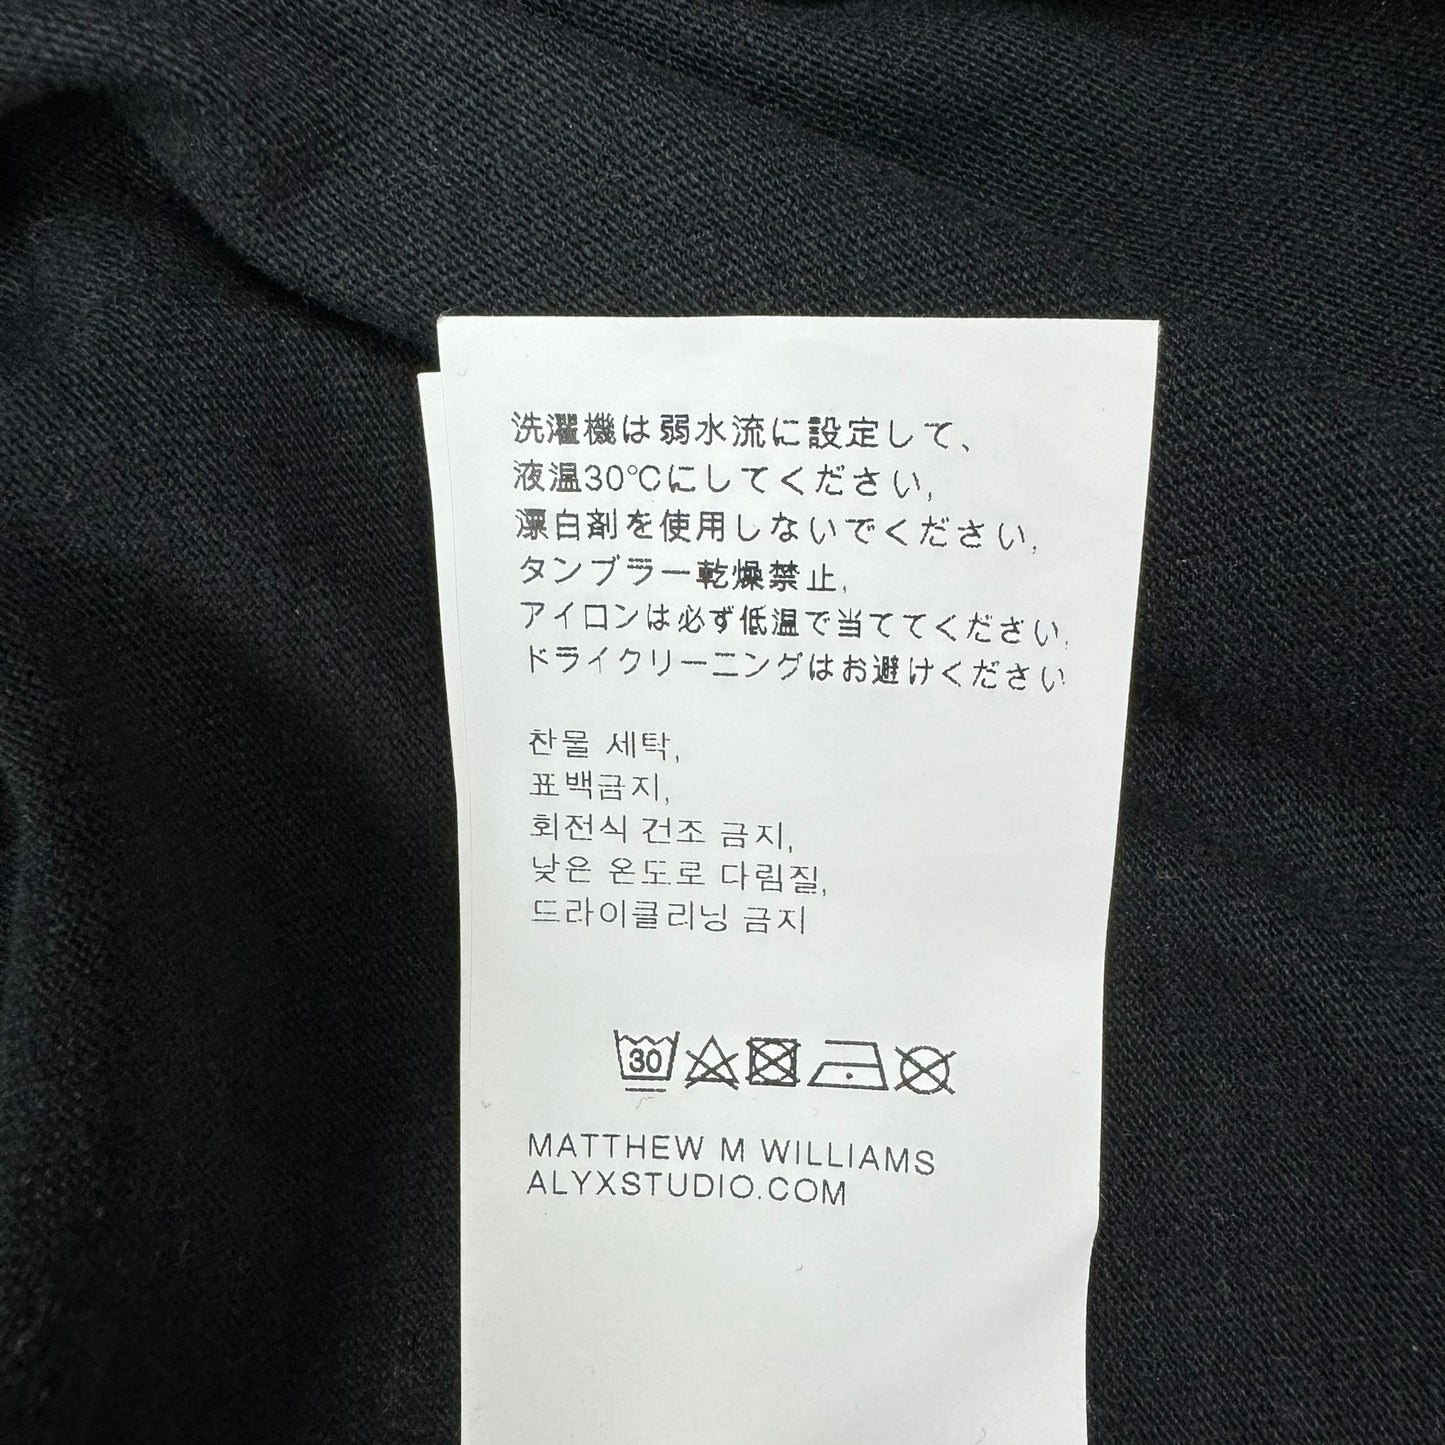 洗濯機は弱水流に設定して、
液温30℃にしてください,
漂白剤を使用しないでください,
タンブラー乾燥禁止,
アイロンは必ず低温で当ててください,
ドライクリーニングはお避けください
찬물 세탁,
표백금지,
회전식 건조 금지,
낮은 온도로 다림질,
드라이클리닝 금지
30
MATTHEW M WILLIAMS
ALYXSTUDIO.COM